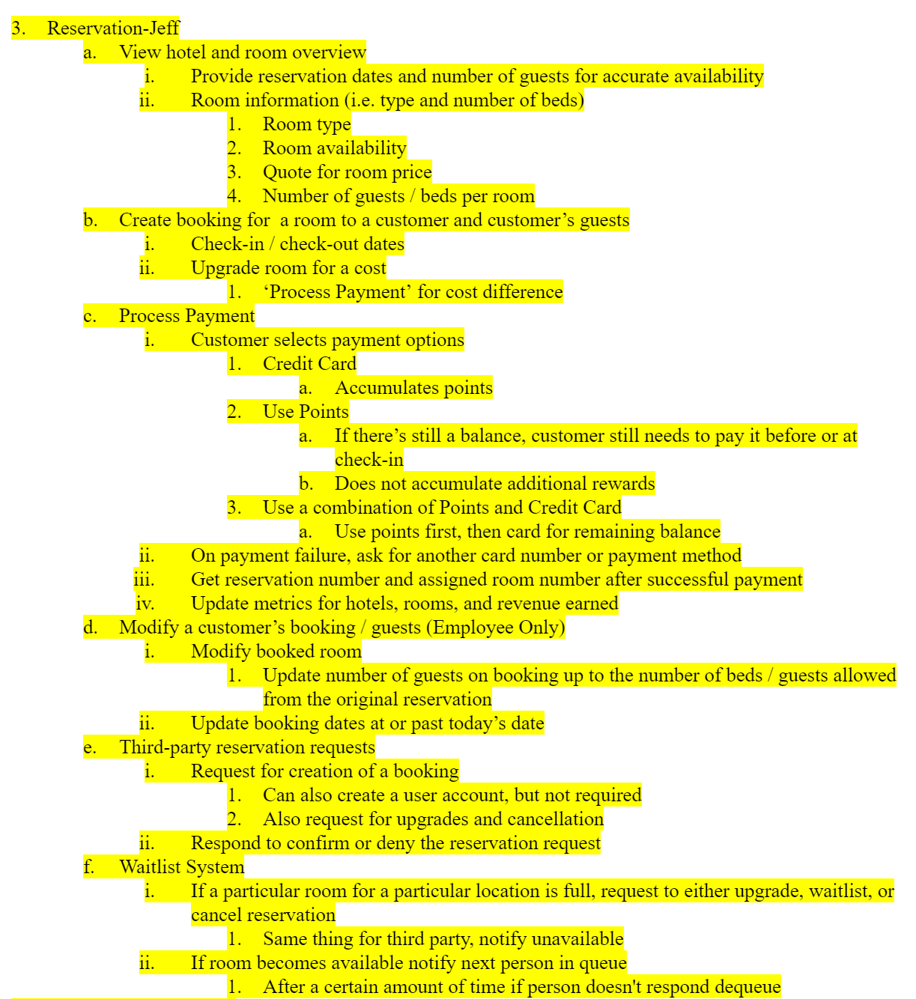 3. Reservation-Jeff
a. View hotel and room overview
i. Provide reservation dates and number of guests for accurate availability
ii. Room information (i.e. type and number of beds)
1. Room type
2. Room availability
3. Quote for room price
4. Number of guests / beds per room
b. Create booking for  a room to a customer and customer’s guests
i. Check-in / check-out dates
ii. Upgrade room for a cost
1. ‘Process Payment’ for cost difference
c. Process Payment
i. Customer selects payment options
1. Credit Card
a. Accumulates points
2. Use Points
a. If there’s still a balance, customer still needs to pay it before or at
check-in
b. Does not accumulate additional rewards
3. Use a combination of Points and Credit Card
a. Use points first, then card for remaining balance
ii. On payment failure, ask for another card number or payment method
iii. Get reservation number and assigned room number after successful payment
iv. Update metrics for hotels, rooms, and revenue earned
d. Modify a customer’s booking / guests (Employee Only)
i. Modify booked room
1. Update number of guests on booking up to the number of beds / guests allowed
from the original reservation
ii. Update booking dates at or past today’s date
e. Third-party reservation requests
i. Request for creation of a booking
1. Can also create a user account, but not required
2. Also request for upgrades and cancellation
ii. Respond to confirm or deny the reservation request
f. Waitlist System
i. If a particular room for a particular location is full, request to either upgrade, waitlist, or
cancel reservation
1. Same thing for third party, notify unavailable
ii. If room becomes available notify next person in queue
1. After a certain amount of time if person doesn't respond dequeue